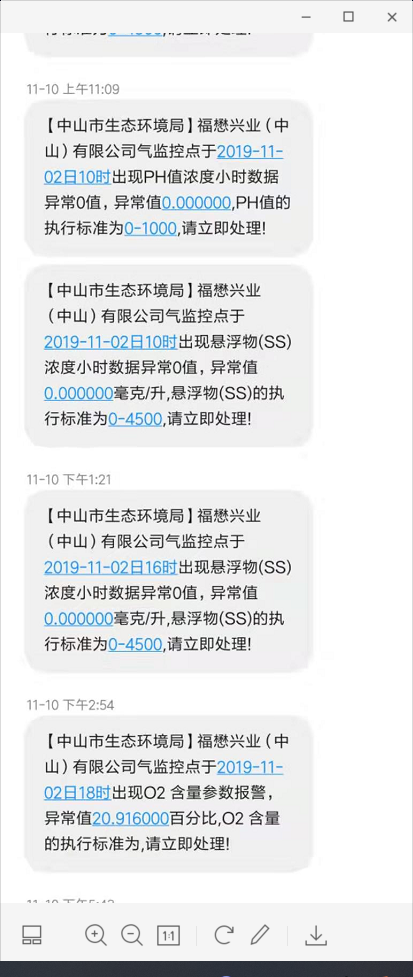 11-10 上午11:09
【中山市生态环境局】福懋兴业（中
山）有限公司气监控点于2019-11-
02日10时出现PH值浓度小时数据
异常0值，异常值0.000000,PH值的
执行标准为0-1000,请立即处理!
【中山市生态环境局】福懋兴业
（中山）有限公司气监控点于
2019-11-02日10时出现悬浮物(SS)
浓度小时数据异常0值，异常值
0.000000毫克/升,悬浮物(SS)的执
行标准为0-4500,请立即处理!
11-10 下午1:21
【中山市生态环境局】福懋兴业
（中山）有限公司气监控点于
2019-11-02日16时出现悬浮物(SS)
浓度小时数据异常0值，异常值
0.000000毫克/升,悬浮物(SS)的执
行标准为0-4500,请立即处理!
11-10 下午2:54
【中山市生态环境局】福懋兴业（中
山）有限公司气监控点于2019-11-
02日18时出现O2 含量参数报警，
异常值20.916000百分比,O2 含量
的执行标准为,请立即处理!
1:1